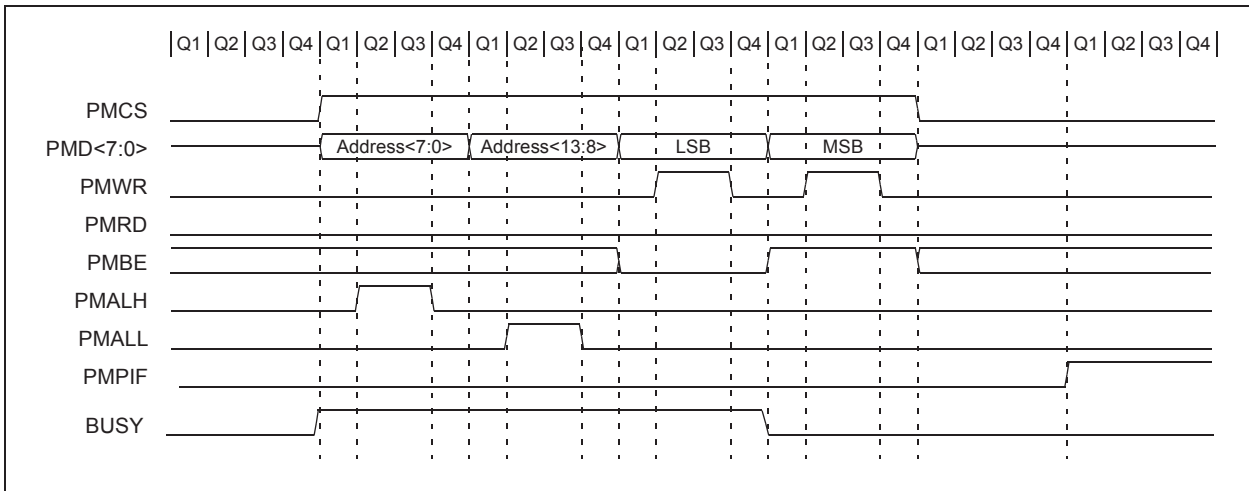 Q1 Q2 Q3 Q4 Q1 Q2 Q3 Q4 Q1 Q2 Q3 Q4 Q1 Q2 Q3 Q4 Q1 Q2 Q3 Q4 Q1 Q2 Q3 Q4 Q1 Q2 Q3 Q4
PMCS
PMD<7:0> Address<7:0> Address<13:8> LSB MSB
PMWR
PMRD
PMBE
PMALH
PMALL
PMPIF
BUSY